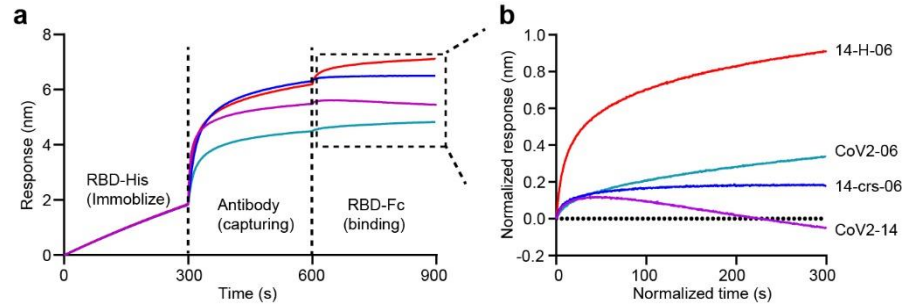 a
Response (nm)
8
6
4
2
0
RBD-His
(Immoblize)
Antibody
(capturing)
RBD-Fc
(binding)
0
300
600
900
Time (s)
b
Normalized response (nm)
1.0
0.8
0.6
0.4
0.2
0.0
-0.2
14-H-06
CoV2-06
14-crs-06
CoV2-14
0
100
200
300
Normalized time (s)